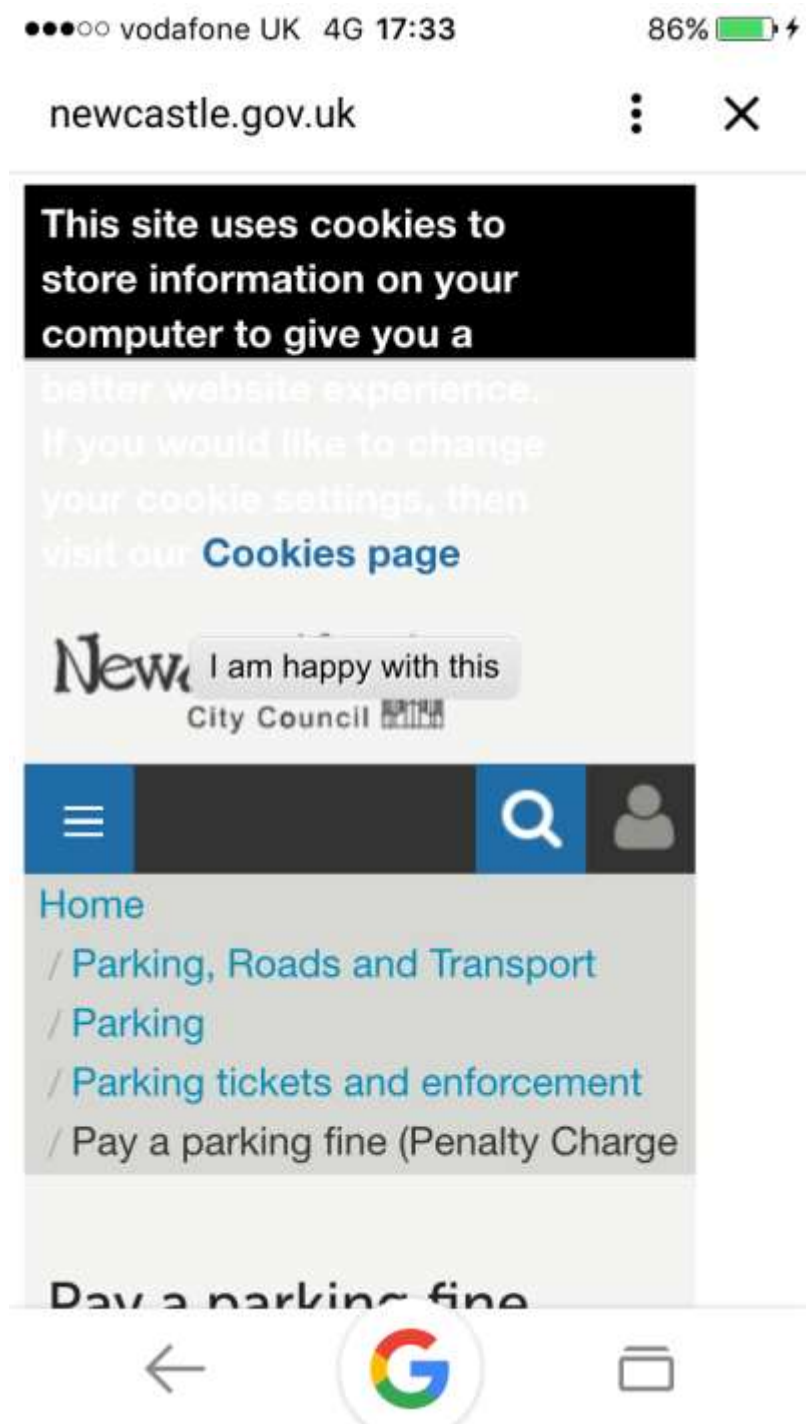 vodafone UK 4G 17:33 86%
newcastle.gov.uk
This site uses cookies to
store information on your
computer to give you a
better website experience.
If you would like to change
your cookie settings, then
visit our Cookies page
I am happy with this
City Council
Home
/ Parking, Roads and Transport
/ Parking
/ Parking tickets and enforcement
/ Pay a parking fine (Penalty Charge
Pay a parking fine